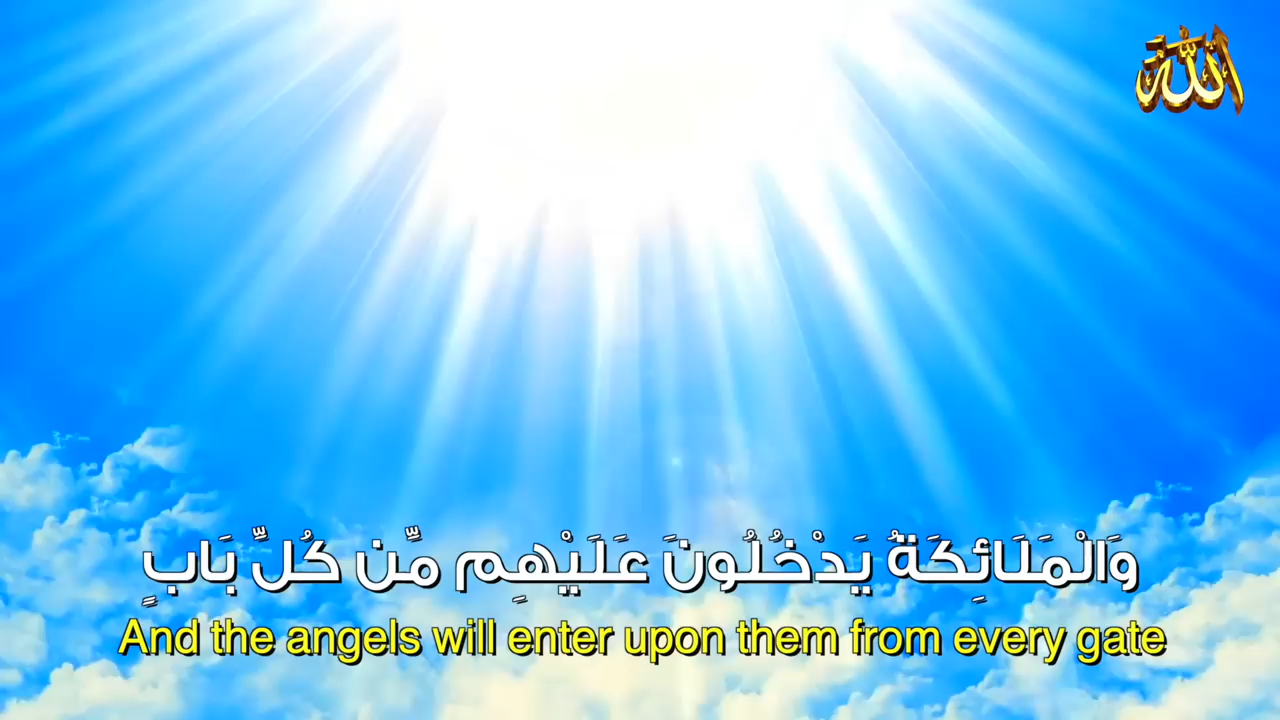 الله
وَالْمَلَائِكَةُ يَدْخُلُونَ عَلَيْهِم مِّن كُلِّ بَابٍ
And the angels will enter upon them from every gate